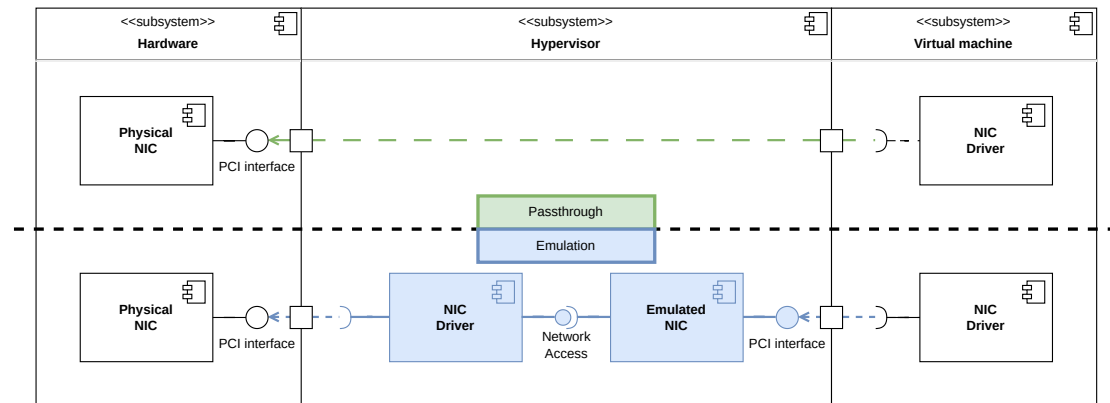 <<subsystem>>
Hardware
<<subsystem>>
Hypervisor
<<subsystem>>
Virtual machine
Physical
NIC
PCI interface
NIC
Driver
Passthrough
Emulation
Physical
NIC
PCI interface
NIC
Driver
Network
Access
Emulated
NIC
PCI interface
NIC
Driver